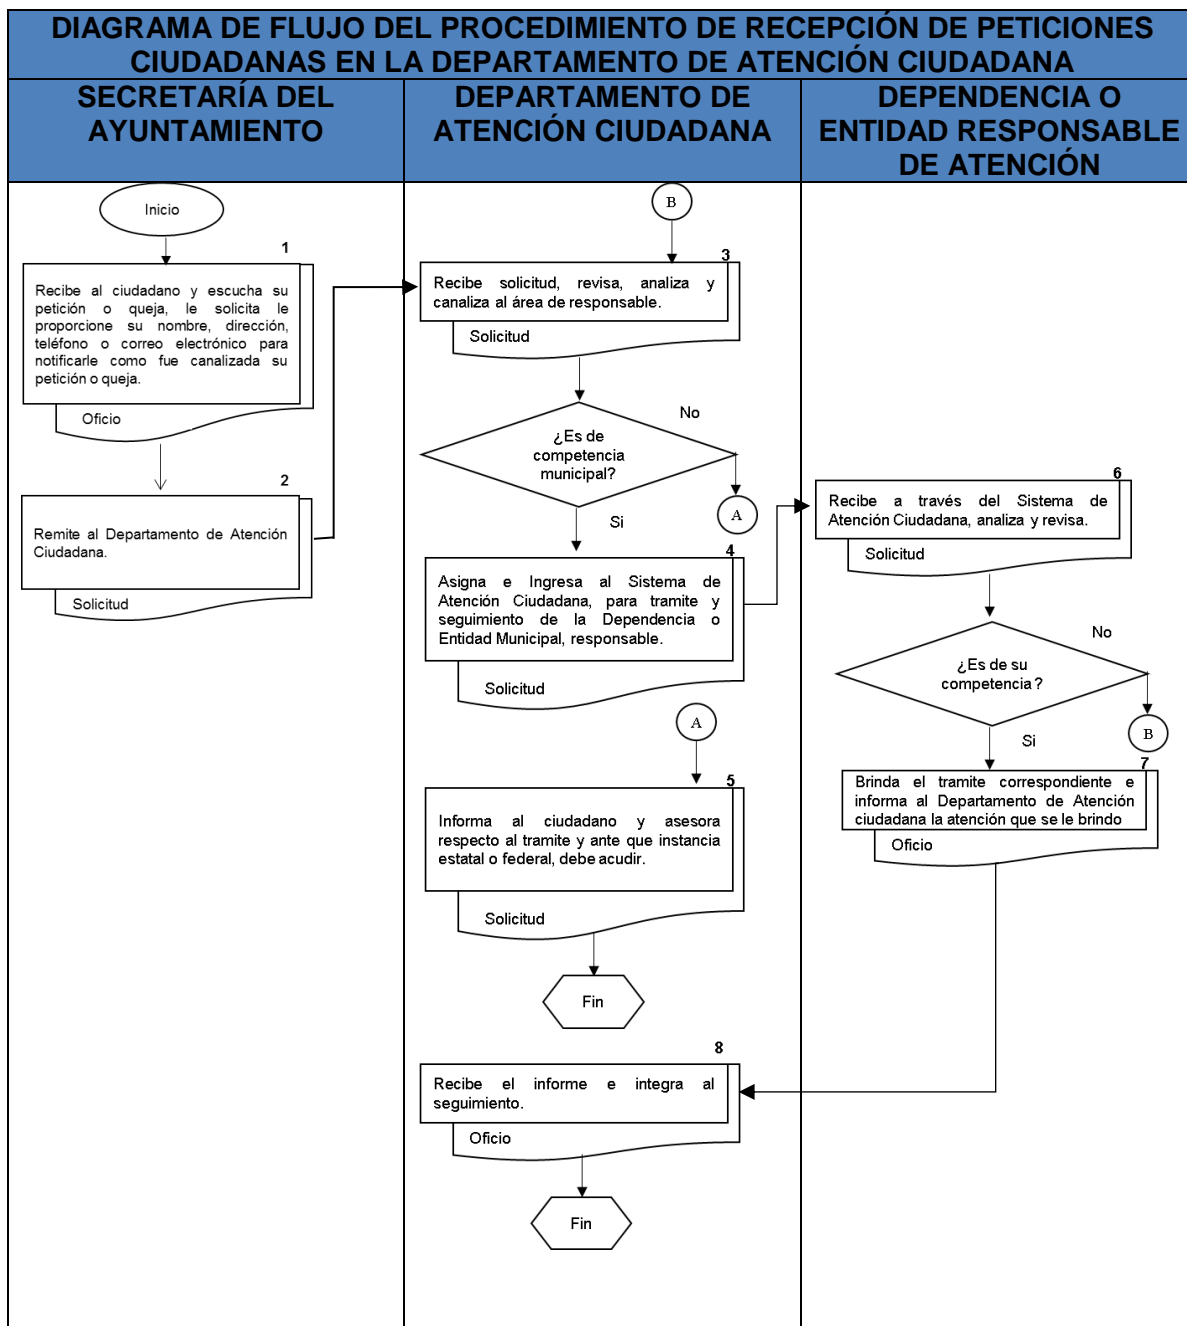 DIAGRAMA DE FLUJO DEL PROCEDIMIENTO DE RECEPCIÓN DE PETICIONES
CIUDADANAS EN LA DEPARTAMENTO DE ATENCIÓN CIUDADANA
SECRETARÍA DEL
AYUNTAMIENTO
DEPARTAMENTO DE
ATENCIÓN CIUDADANA
DEPENDENCIA O
ENTIDAD RESPONSABLE
DE ATENCIÓN
Inicio
1
Recibe al ciudadano y escucha su
petición o queja, le solicita le
proporcione su nombre, dirección,
teléfono o correo electrónico para
notificarle como fue canalizada su
petición o queja.
Oficio
2
Remite al Departamento de Atención
Ciudadana.
Solicitud
B
3
Recibe solicitud, revisa, analiza y
canaliza al área de responsable.
Solicitud
¿Es de
competencia
municipal?
No
A
Si
4
Asigna e Ingresa al Sistema de
Atención Ciudadana, para tramite y
seguimiento de la Dependencia o
Entidad Municipal, responsable.
Solicitud
A
5
Informa al ciudadano y asesora
respecto al tramite y ante que instancia
estatal o federal, debe acudir.
Solicitud
Fin
6
Recibe a través del Sistema de
Atención Ciudadana, analiza y revisa.
Solicitud
¿Es de su
competencia ?
No
B
Si
7
Brinda el tramite correspondiente e
informa al Departamento de Atención
ciudadana la atención que se le brindo
Oficio
8
Recibe el informe e integra al
seguimiento.
Oficio
Fin